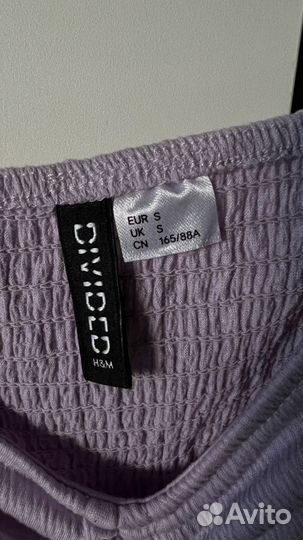 DIVIDED
H&M
EUR S
UK S
CN 165/88A
Avito